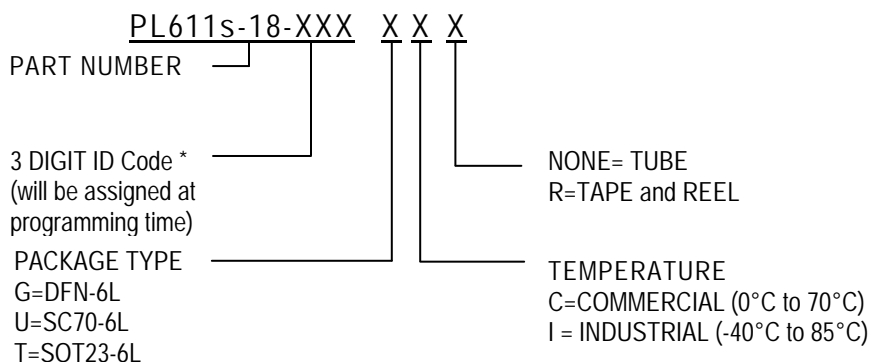 PL611s-18-XXX X X X
PART NUMBER
3 DIGIT ID Code *
(will be assigned at
programming time)
NONE= TUBE
R=TAPE and REEL
PACKAGE TYPE
G=DFN-6L
U=SC70-6L
T=SOT23-6L
TEMPERATURE
C=COMMERCIAL (0°C to 70°C)
I = INDUSTRIAL (-40°C to 85°C)